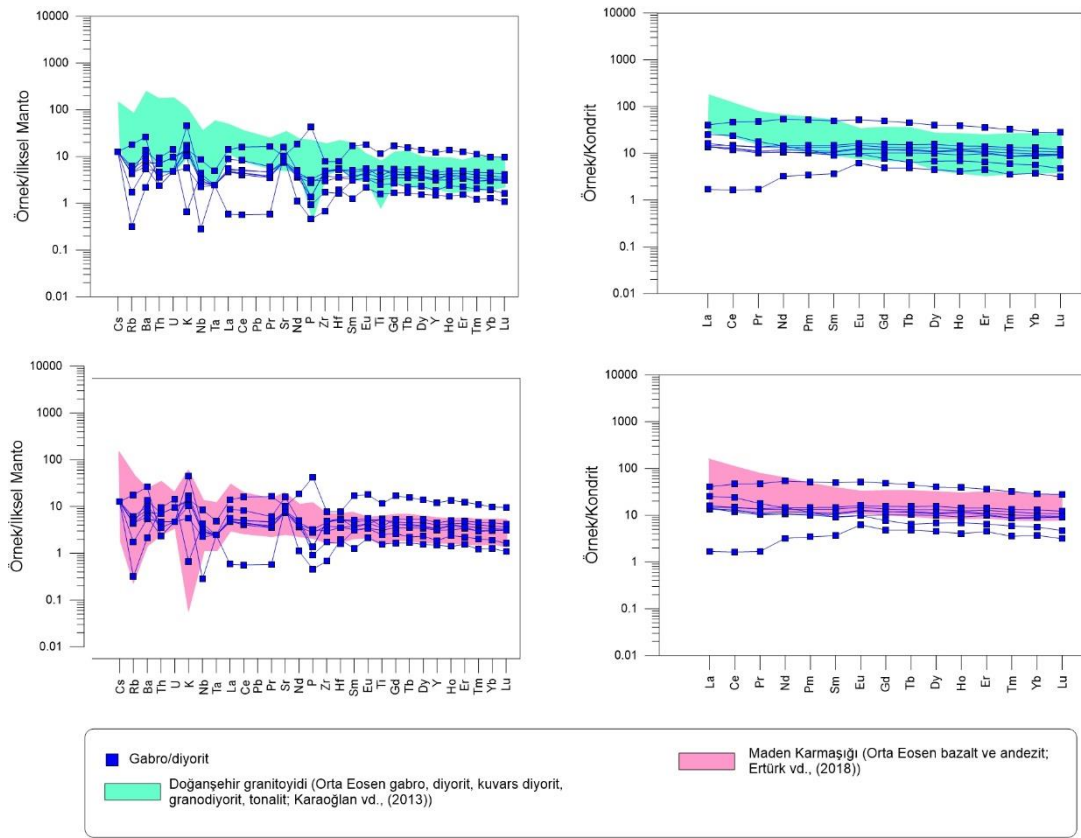 Örnek/İlksel Manto
10000
1000
100
10
1
0.1
0.01
Cs Rb Ba Th U K Nb Ta La Ce Pb Pr Sr Nd P Zr Hf Sm Eu Ti Gd Tb Dy Y Ho Er Tm Yb Lu
Örnek/Kondrit
10000
1000
100
10
1
0.1
0.01
La Ce Pr Nd Pm Sm Eu Gd Tb Dy Ho Er Tm Yb Lu
Örnek/İlksel Manto
10000
1000
100
10
1
0.1
0.01
Cs Rb Ba Th U K Nb Ta La Ce Pb Pr Sr Nd P Zr Hf Sm Eu Ti Gd Tb Dy Y Ho Er Tm Yb Lu
Örnek/Kondrit
10000
1000
100
10
1
0.1
0.01
La Ce Pr Nd Pm Sm Eu Gd Tb Dy Ho Er Tm Yb Lu
Gabro/diyorit
Doğanşehir granitoyidi (Orta Eosen gabro, diyorit, kuvars diyorit,
granodiyorit, tonalit; Karaoğlan vd., (2013))
Maden Karmaşığı (Orta Eosen bazalt ve andezit;
Ertürk vd., (2018))